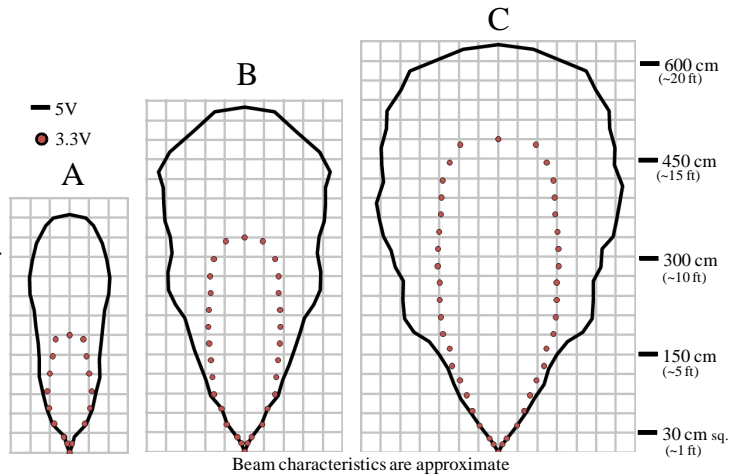 C
600 cm
(~20 ft)
B
5V
3.3V
A
450 cm
(~15 ft)
300 cm
(~10 ft)
150 cm
(~5 ft)
30 cm sq.
(~1 ft)
Beam characteristics are approximate